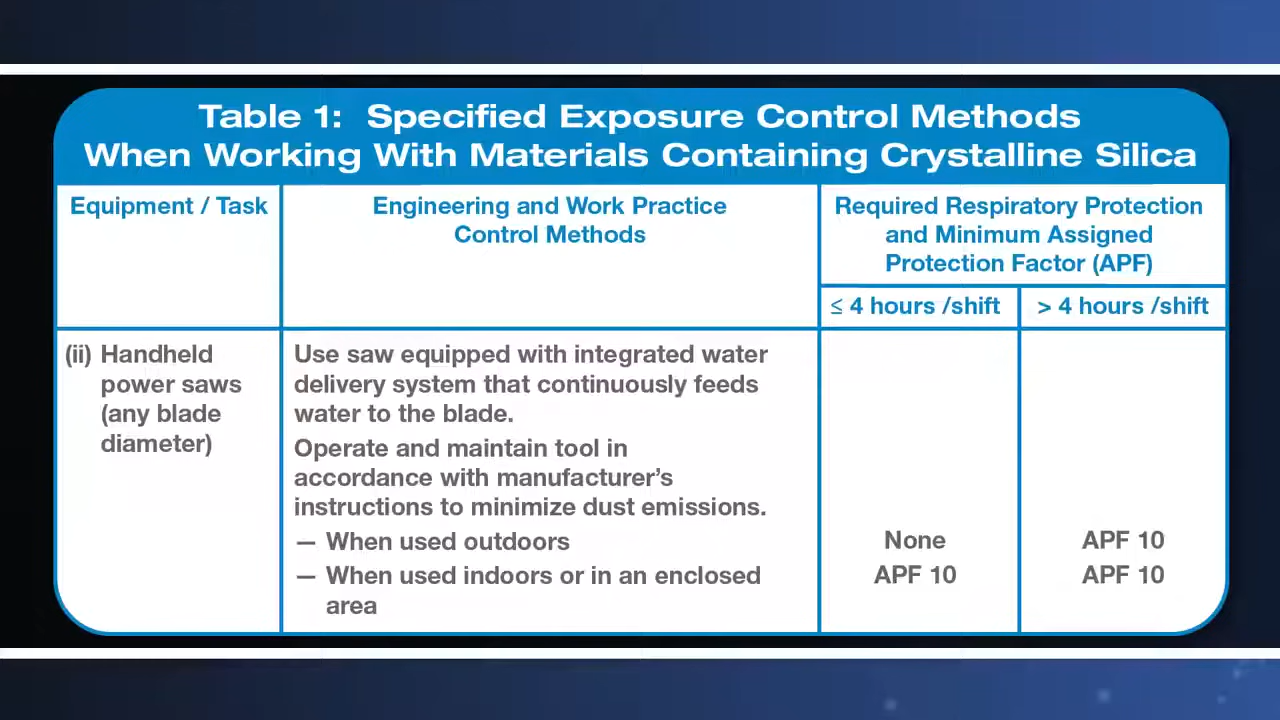 Table 1: Specified Exposure Control Methods
When Working With Materials Containing Crystalline Silica
Equipment / Task
Engineering and Work Practice
Control Methods
Required Respiratory Protection
and Minimum Assigned
Protection Factor (APF)
≤ 4 hours /shift
> 4 hours /shift
(ii) Handheld
power saws
(any blade
diameter)
Use saw equipped with integrated water
delivery system that continuously feeds
water to the blade.
Operate and maintain tool in
accordance with manufacturer’s
instructions to minimize dust emissions.
— When used outdoors
None
APF 10
— When used indoors or in an enclosed
area
APF 10
APF 10